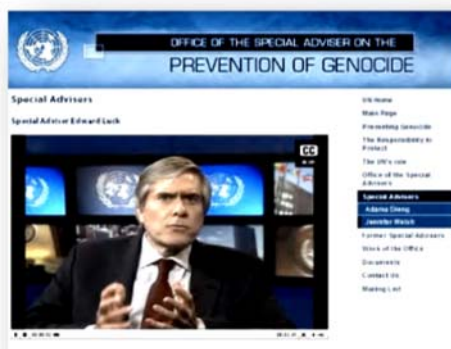 OFFICE OF THE SPECIAL ADVISER ON THE
PREVENTION OF GENOCIDE
Special Advisers
Special Adviser Edward Luck
CC
UN Home
Main Page
Preventing Genocide
The Responsibility to
Protect
The UN's role
Office of the Special
Advisers
Special Advisers
Adama Dieng
Jennifer Welsh
Former Special Advisers
Work of the Office
Documents
Contact Us
Mailing List